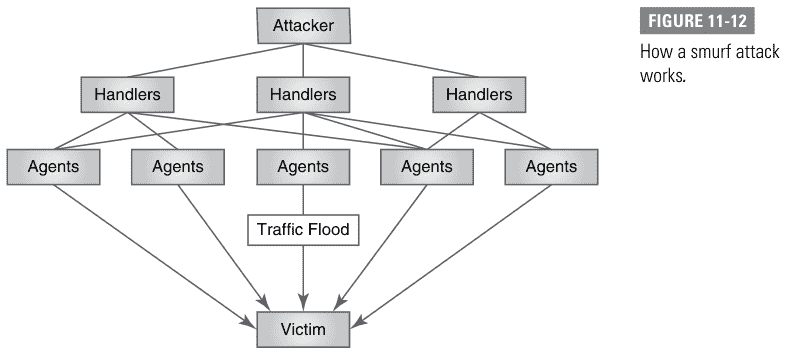 Attacker
FIGURE 11-12
How a smurf attack
works.
Handlers
Handlers
Handlers
Agents
Agents
Agents
Agents
Agents
Traffic Flood
Victim